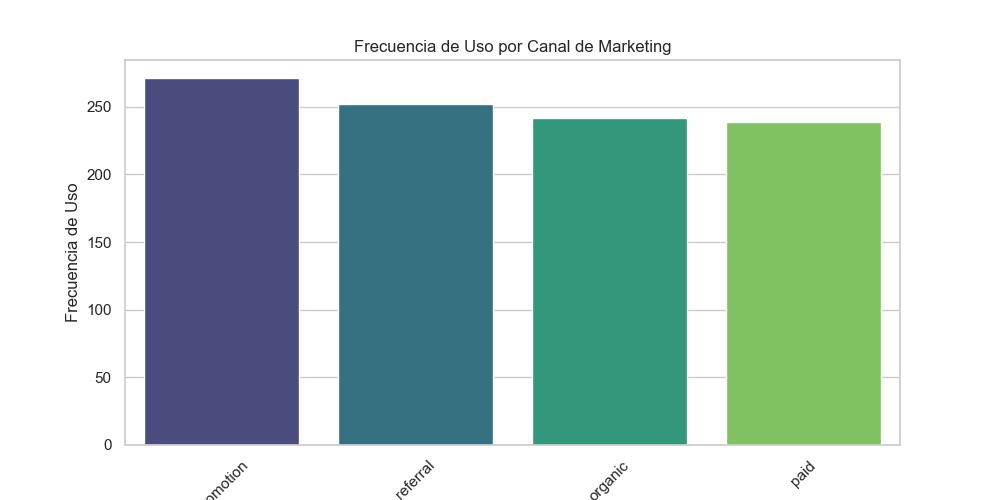 Frecuencia de Uso por Canal de Marketing
Frecuencia de Uso
250
200
150
100
50
0
omotion
referral
organic
paid